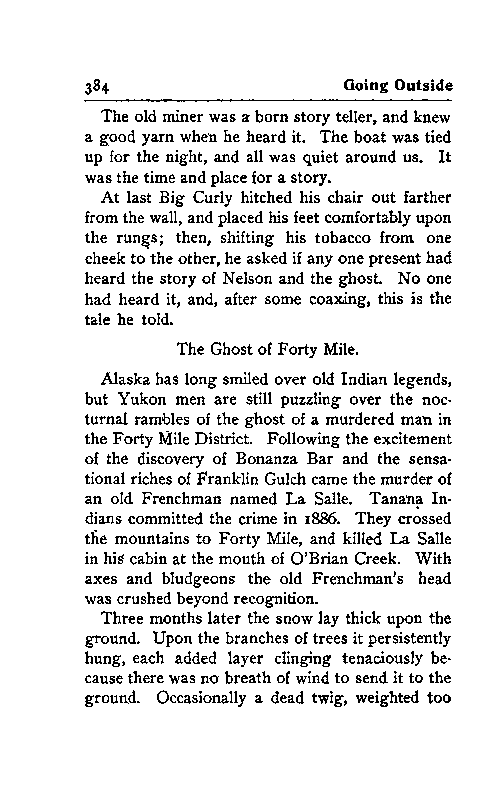 384 Going Outside
The old miner was a born story teller, and knew
a good yarn when he heard it. The boat was tied
up for the night, and all was quiet around us. It
was the time and place for a story.
At last Big Curly hitched his chair out farther
from the wall, and placed his feet comfortably upon
the rungs; then, shifting his tobacco from one
cheek to the other, he asked if any one present had
heard the story of Nelson and the ghost. No one
had heard it, and, after some coaxing, this is the
tale he told.
The Ghost of Forty Mile.
Alaska has long smiled over old Indian legends,
but Yukon men are still puzzling over the noc-
turnal rambles of the ghost of a murdered man in
the Forty Mile District. Following the excitement
of the discovery of Bonanza Bar and the sensa-
tional riches of Franklin Gulch came the murder of
an old Frenchman named La Salle. Tanana In-
dians committed the crime in 1886. They crossed
the mountains to Forty Mile, and killed La Salle
in his cabin at the mouth of O'Brian Creek. With
axes and bludgeons the old Frenchman's head
was crushed beyond recognition.
Three months later the snow lay thick upon the
ground. Upon the branches of trees it persistently
hung, each added layer clinging tenaciously be-
cause there was no breath of wind to send it to the
ground. Occasionally a dead twig, weighted too